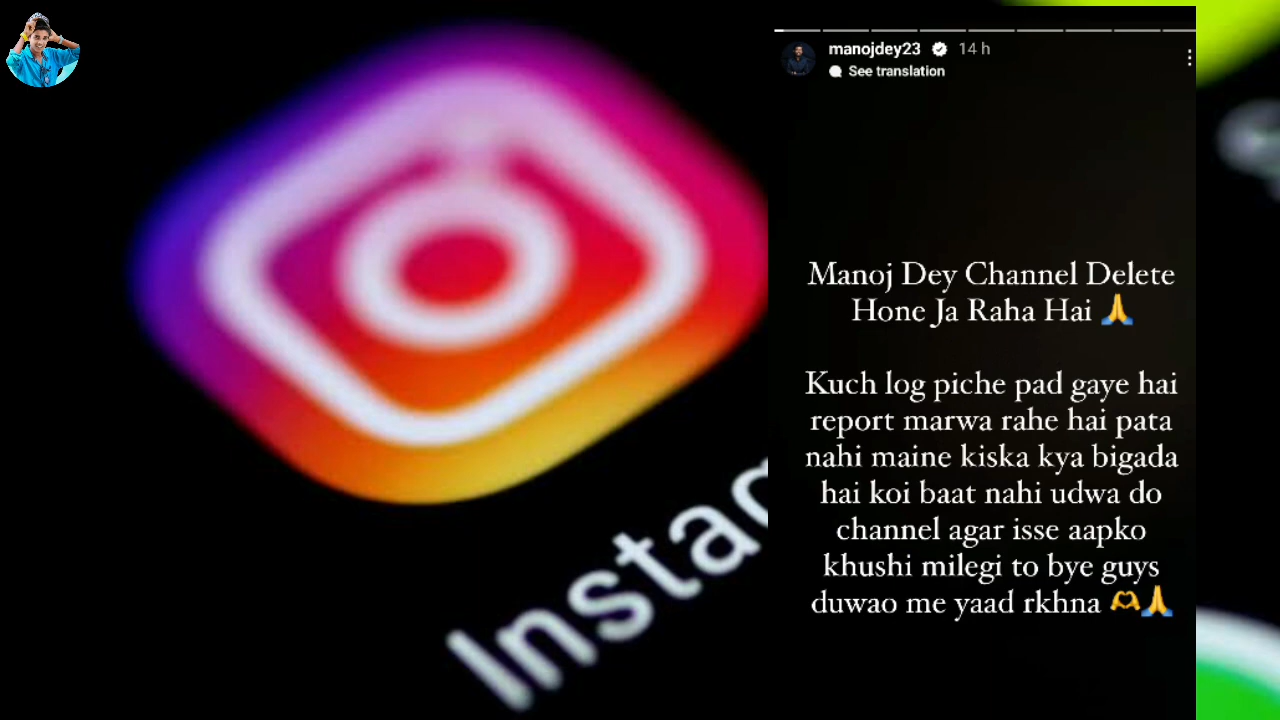 manojdey23 14 h
See translation
Manoj Dey Channel Delete
Hone Ja Raha Hai 🙏
Kuch log piche pad gaye hai
report marwa rahe hai pata
nahi maine kiska kya bigada
hai koi baat nahi udwa do
channel agar isse aapko
khushi milegi to bye guys
duwao me yaad rkhna 🫶🙏
Instag